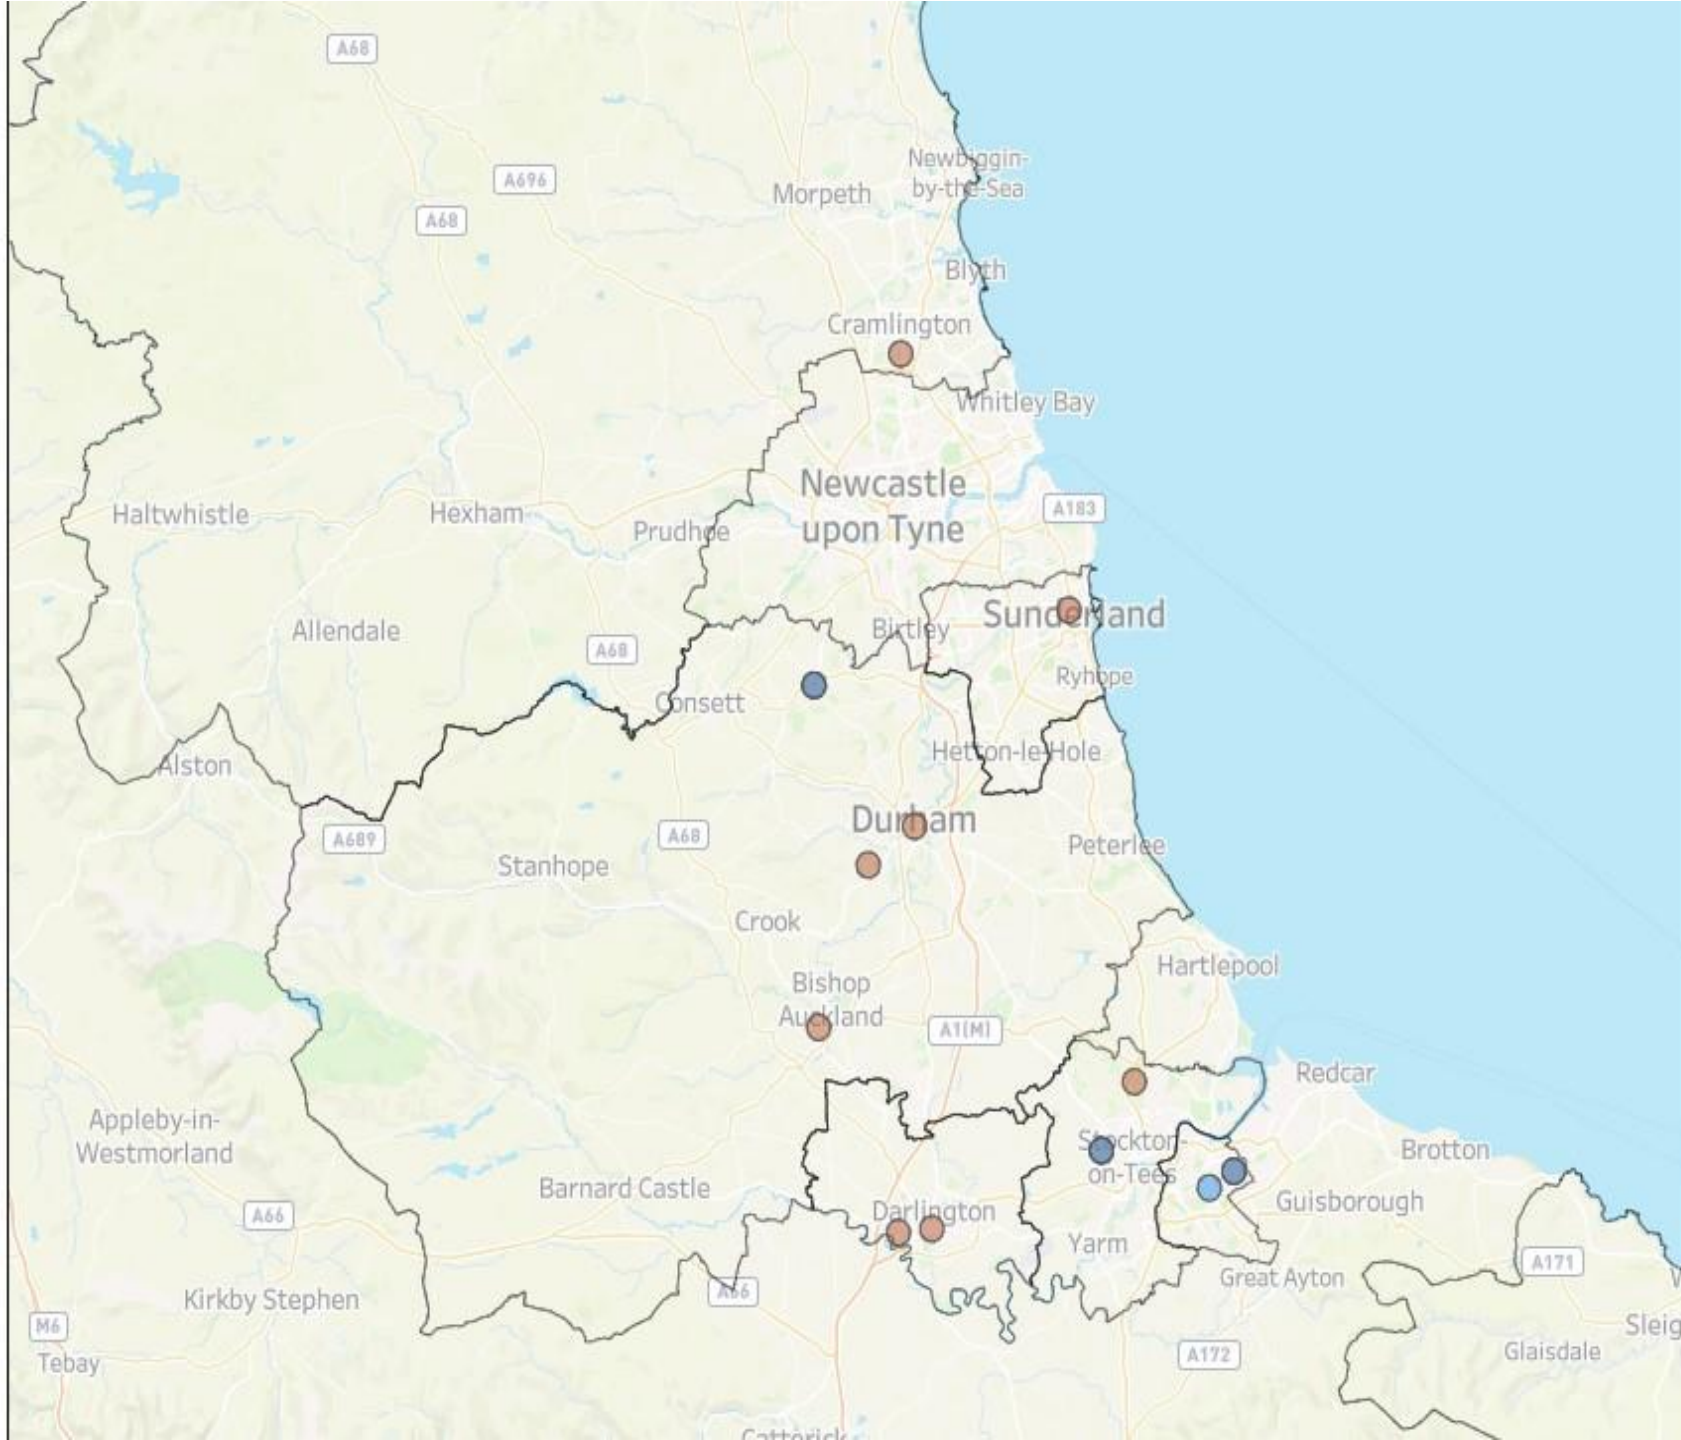 A68
Newbiggin-
by-the-Sea
A696
Morpeth
A68
Blyth
Cramlington
Whitley Bay
Newcastle
upon Tyne
A183
Haltwhistle
Hexham
Prudhoe
Sunderland
Allendale
Birtley
A68
Ryhope
Consett
Hetton-le-Hole
Alston
Durham
A689
A68
Peterlee
Stanhope
Crook
Hartlepool
Bishop
Auckland
A1(M)
Redcar
Appleby-in-
Westmorland
Stockton-
on-Tees
Brotton
Barnard Castle
Guisborough
A66
Darlington
Yarm
A171
Great Ayton
A66
Kirkby Stephen
M6
Sleig
Tebay
A172
Glaisdale
Catterick